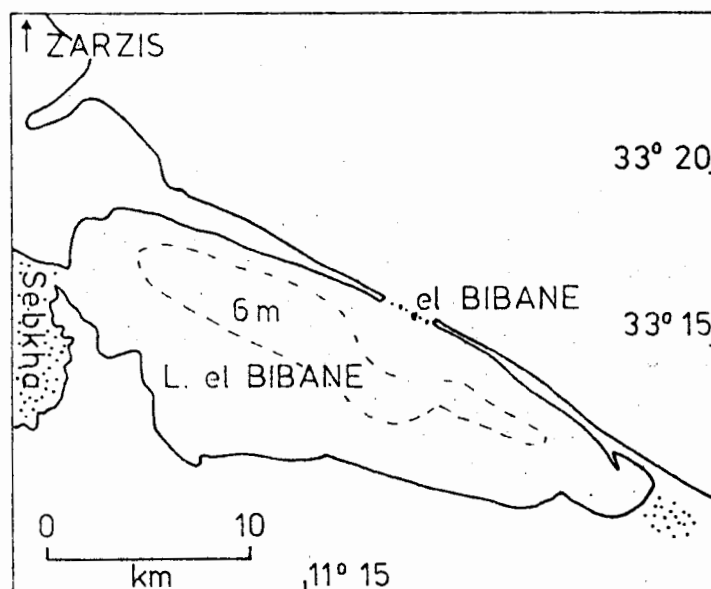 ZARZIS
33° 20
el BIBANE
Sebkha
6 m
33° 15
L. el BIBANE
0 10
km
11° 15